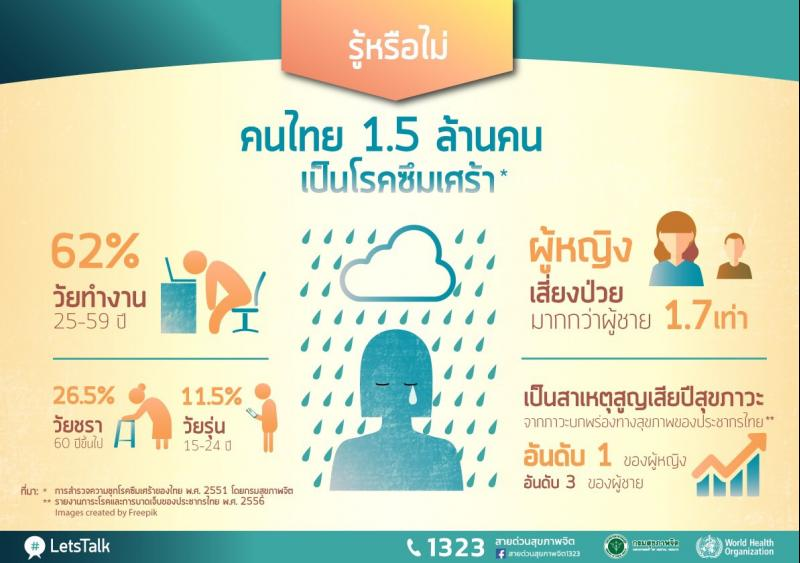 รู้หรือไม่
คนไทย 1.5 ล้านคน
เป็นโรคซึมเศร้า*
62%
วัยทำงาน
25-59 ปี
26.5%
วัยชรา
60 ปีขึ้นไป
11.5%
วัยรุ่น
15-24 ปี
ผู้หญิง
เสี่ยงป่วย
มากกว่าผู้ชาย 1.7 เท่า
เป็นสาเหตุสูญเสียปีสุขภาวะ
จากภาวะบกพร่องทางสุขภาพของประชากรไทย**
อันดับ 1 ของผู้หญิง
อันดับ 3 ของผู้ชาย
ที่มา: * การสำรวจความชุกโรคซึมเศร้าของไทย พ.ศ. 2551 โดยกรมสุขภาพจิต
** รายงานภาระโรคและการบาดเจ็บของประชากรไทย พ.ศ. 2556
Images created by Freepik
# LetsTalk
1323 สายด่วนสุขภาพจิต
f สายด่วนสุขภาพจิต1323
กรมสุขภาพจิต
World Health
Organization